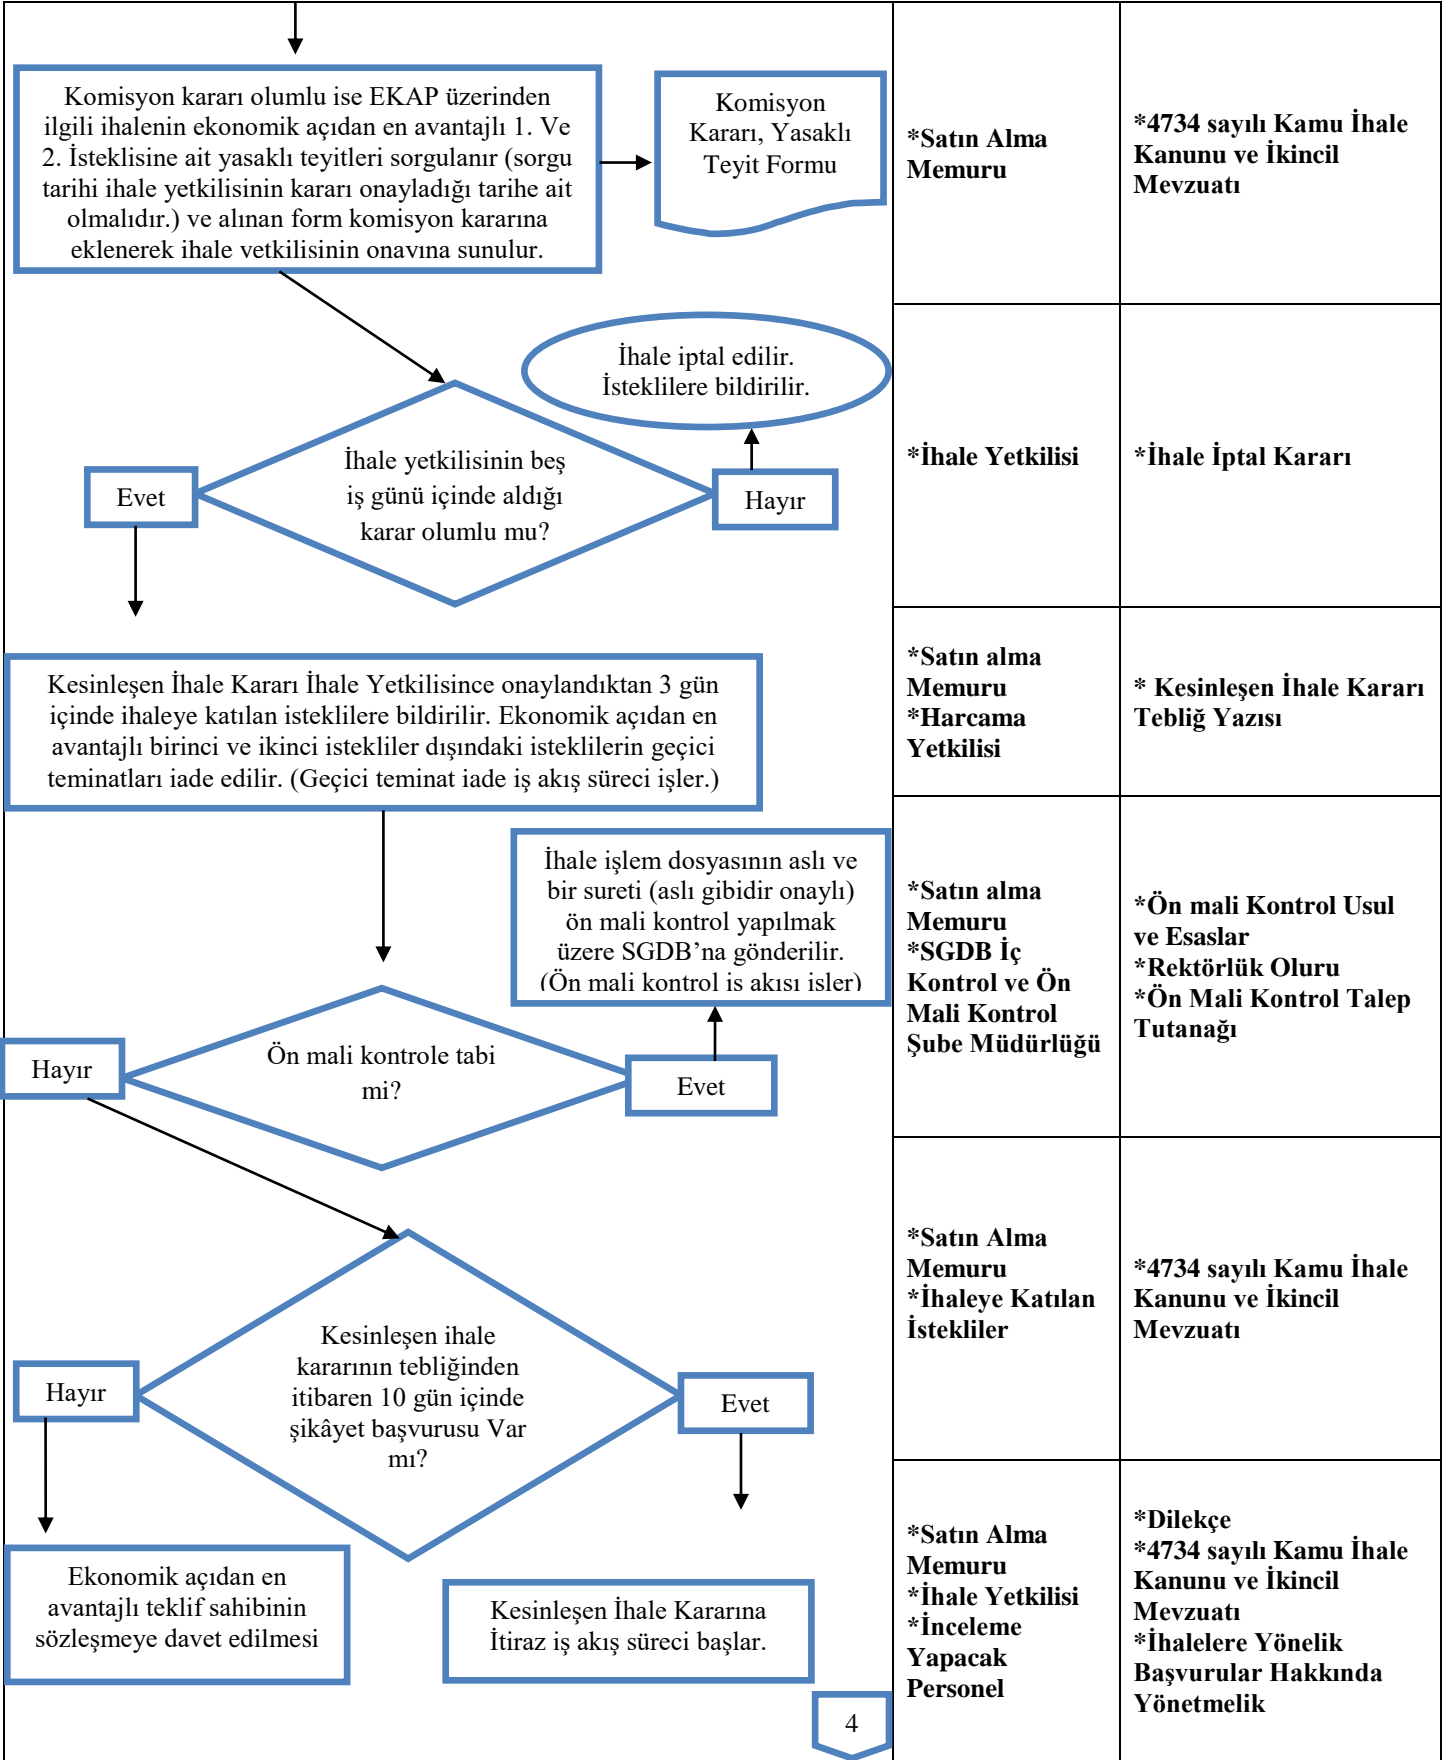 Komisyon kararı olumlu ise EKAP üzerinden
ilgili ihalenin ekonomik açıdan en avantajlı 1. Ve
2. İsteklisine ait yasaklı teyitleri sorgulanır (sorgu
tarihi ihale yetkilisinin kararı onayladığı tarihe ait
olmalıdır.) ve alınan form komisyon kararına
eklenerek ihale yetkilisinin onayına sunulur.
Komisyon
Kararı, Yasaklı
Teyit Formu
*Satın Alma
Memuru
*4734 sayılı Kamu İhale
Kanunu ve İkincil
Mevzuatı
İhale iptal edilir.
İsteklilere bildirilir.
İhale yetkilisinin beş
iş günü içinde aldığı
karar olumlu mu?
Evet
Hayır
*İhale Yetkilisi
*İhale İptal Kararı
Kesinleşen İhale Kararı İhale Yetkilisince onaylandıktan 3 gün
içinde ihaleye katılan isteklilere bildirilir. Ekonomik açıdan en
avantajlı birinci ve ikinci istekliler dışındaki isteklilerin geçici
teminatları iade edilir. (Geçici teminat iade iş akış süreci işler.)
*Satın alma
Memuru
*Harcama
Yetkilisi
* Kesinleşen İhale Kararı
Tebliğ Yazısı
İhale işlem dosyasının aslı ve
bir sureti (aslı gibidir onaylı)
ön mali kontrol yapılmak
üzere SGDB’na gönderilir.
(Ön mali kontrol iş akışı işler)
Ön mali kontrole tabi
mi?
Hayır
Evet
*Satın alma
Memuru
*SGDB İç
Kontrol ve Ön
Mali Kontrol
Şube Müdürlüğü
*Ön mali Kontrol Usul
ve Esaslar
*Rektörlük Oluru
*Ön Mali Kontrol Talep
Tutanağı
Kesinleşen ihale
kararının tebliğinden
itibaren 10 gün içinde
şikâyet başvurusu Var
mı?
Hayır
Evet
*Satın Alma
Memuru
*İhaleye Katılan
İstekliler
*4734 sayılı Kamu İhale
Kanunu ve İkincil
Mevzuatı
Ekonomik açıdan en
avantajlı teklif sahibinin
sözleşmeye davet edilmesi
Kesinleşen İhale Kararına
İtiraz iş akış süreci başlar.
*Satın Alma
Memuru
*İhale Yetkilisi
*İnceleme
Yapacak
Personel
*Dilekçe
*4734 sayılı Kamu İhale
Kanunu ve İkincil
Mevzuatı
*İhalelere Yönelik
Başvurular Hakkında
Yönetmelik
4